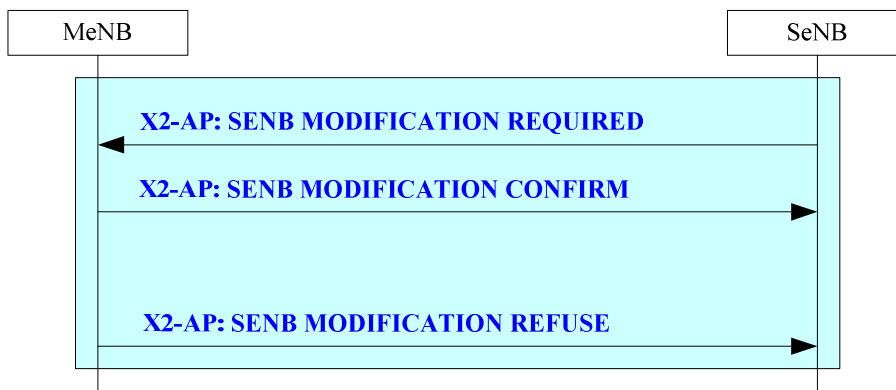 MeNB
SeNB
X2-AP: SENB MODIFICATION REQUIRED
X2-AP: SENB MODIFICATION CONFIRM
X2-AP: SENB MODIFICATION REFUSE